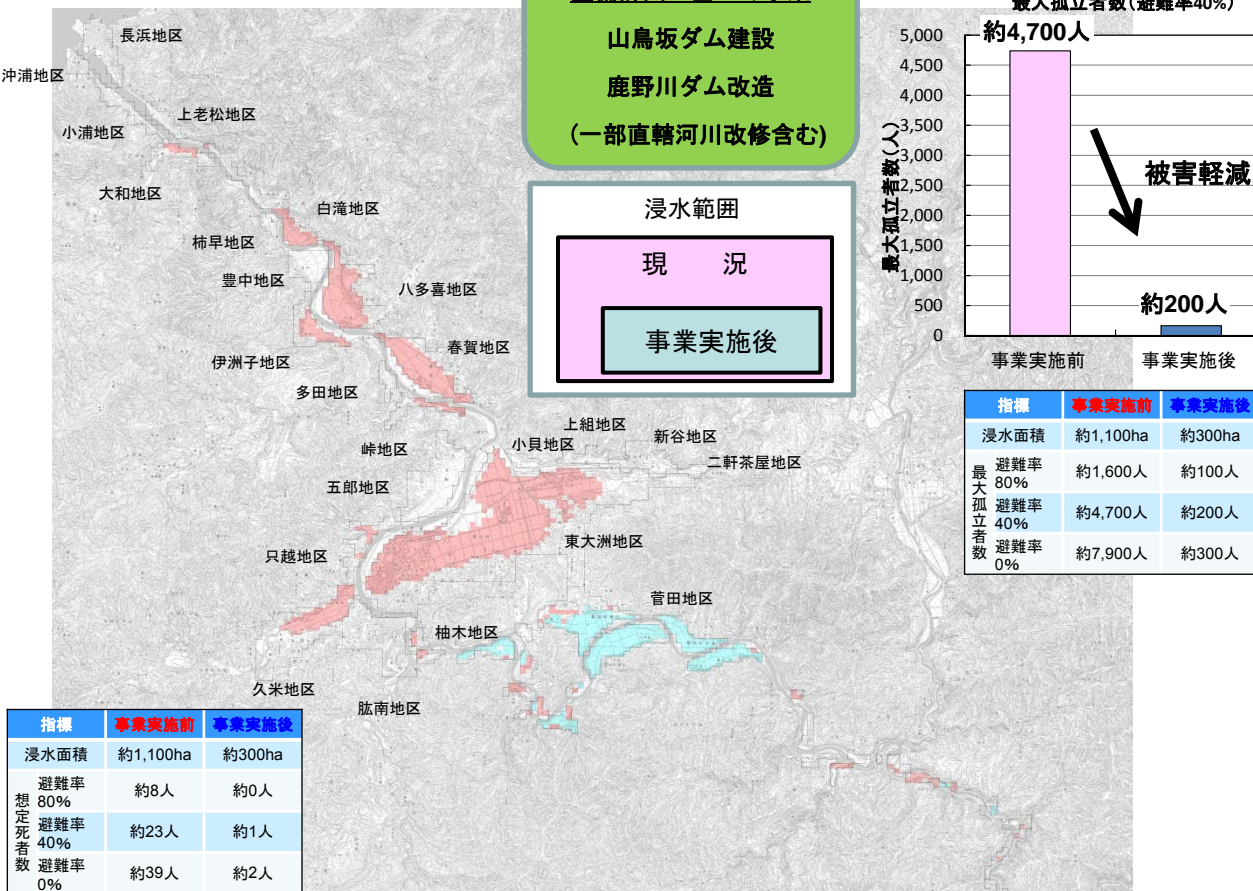 山鳥坂ダム建設
鹿野川ダム改造
(一部直轄河川改修含む)
最大孤立者数(避難率40%)
約4,700人
5,000
4,500
4,000
3,500
3,000
2,500
2,000
1,500
1,000
500
0
最大孤立者数(人)
被害軽減
約200人
事業実施前
事業実施後
浸水範囲
現 況
事業実施後
長浜地区
沖浦地区
上老松地区
小浦地区
大和地区
白滝地区
柿早地区
豊中地区
八多喜地区
春賀地区
伊洲子地区
多田地区
上組地区
小貝地区
新谷地区
峠地区
二軒茶屋地区
五郎地区
東大洲地区
只越地区
菅田地区
柚木地区
久米地区
肱南地区
指標 事業実施前 事業実施後
浸水面積 約1,100ha 約300ha
最大孤立者数
避難率80% 約1,600人 約100人
避難率40% 約4,700人 約200人
避難率0% 約7,900人 約300人
指標 事業実施前 事業実施後
浸水面積 約1,100ha 約300ha
想定死者数
避難率80% 約8人 約0人
避難率40% 約23人 約1人
避難率0% 約39人 約2人